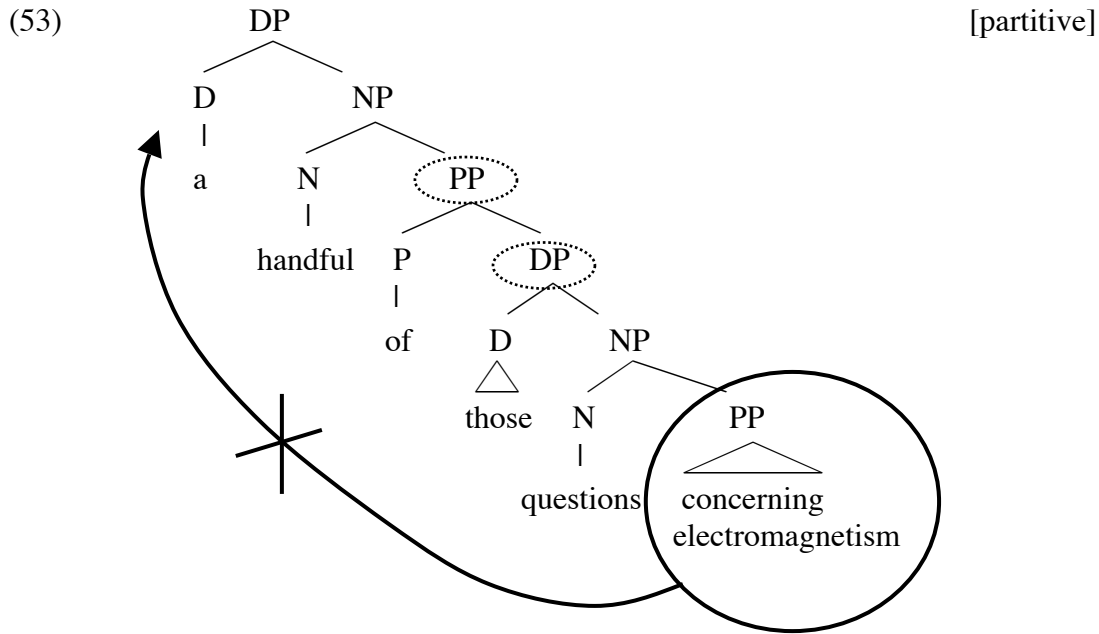 (53) DP [partitive]
D NP
a N PP
handful P DP
of D NP
those N PP
questions concerning
electromagnetism